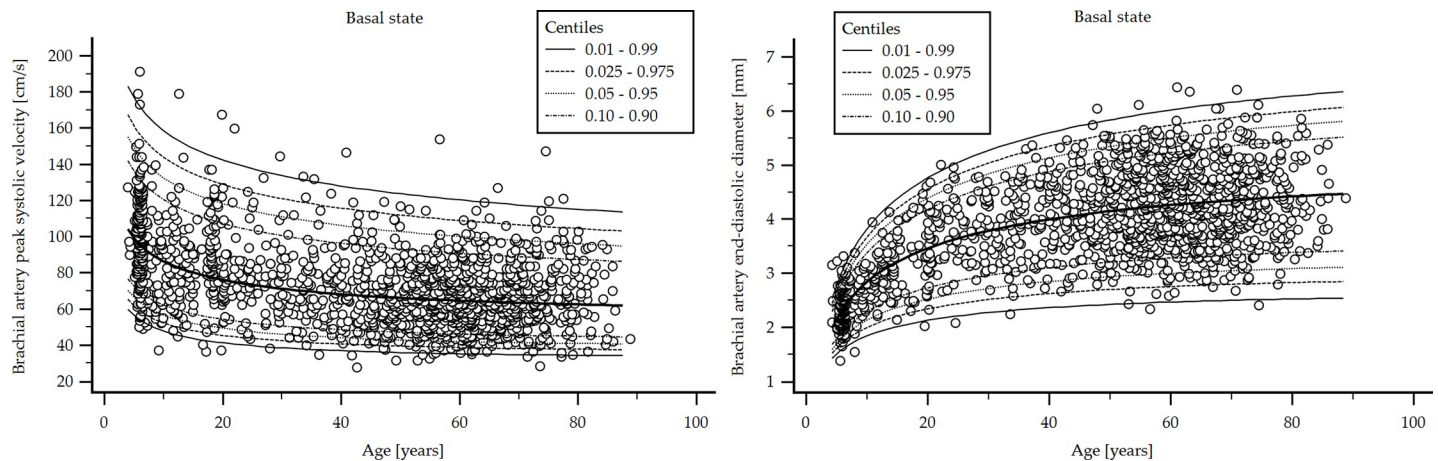 Basal state
Centiles
0.01 - 0.99
0.025 - 0.975
0.05 - 0.95
0.10 - 0.90
Brachial artery peak systolic velocity [cm/s]
200
180
160
140
120
100
80
60
40
20
0 20 40 60 80 100
Age [years]
Basal state
Centiles
0.01 - 0.99
0.025 - 0.975
0.05 - 0.95
0.10 - 0.90
Brachial artery end-diastolic diameter [mm]
7
6
5
4
3
2
1
0 20 40 60 80 100
Age [years]